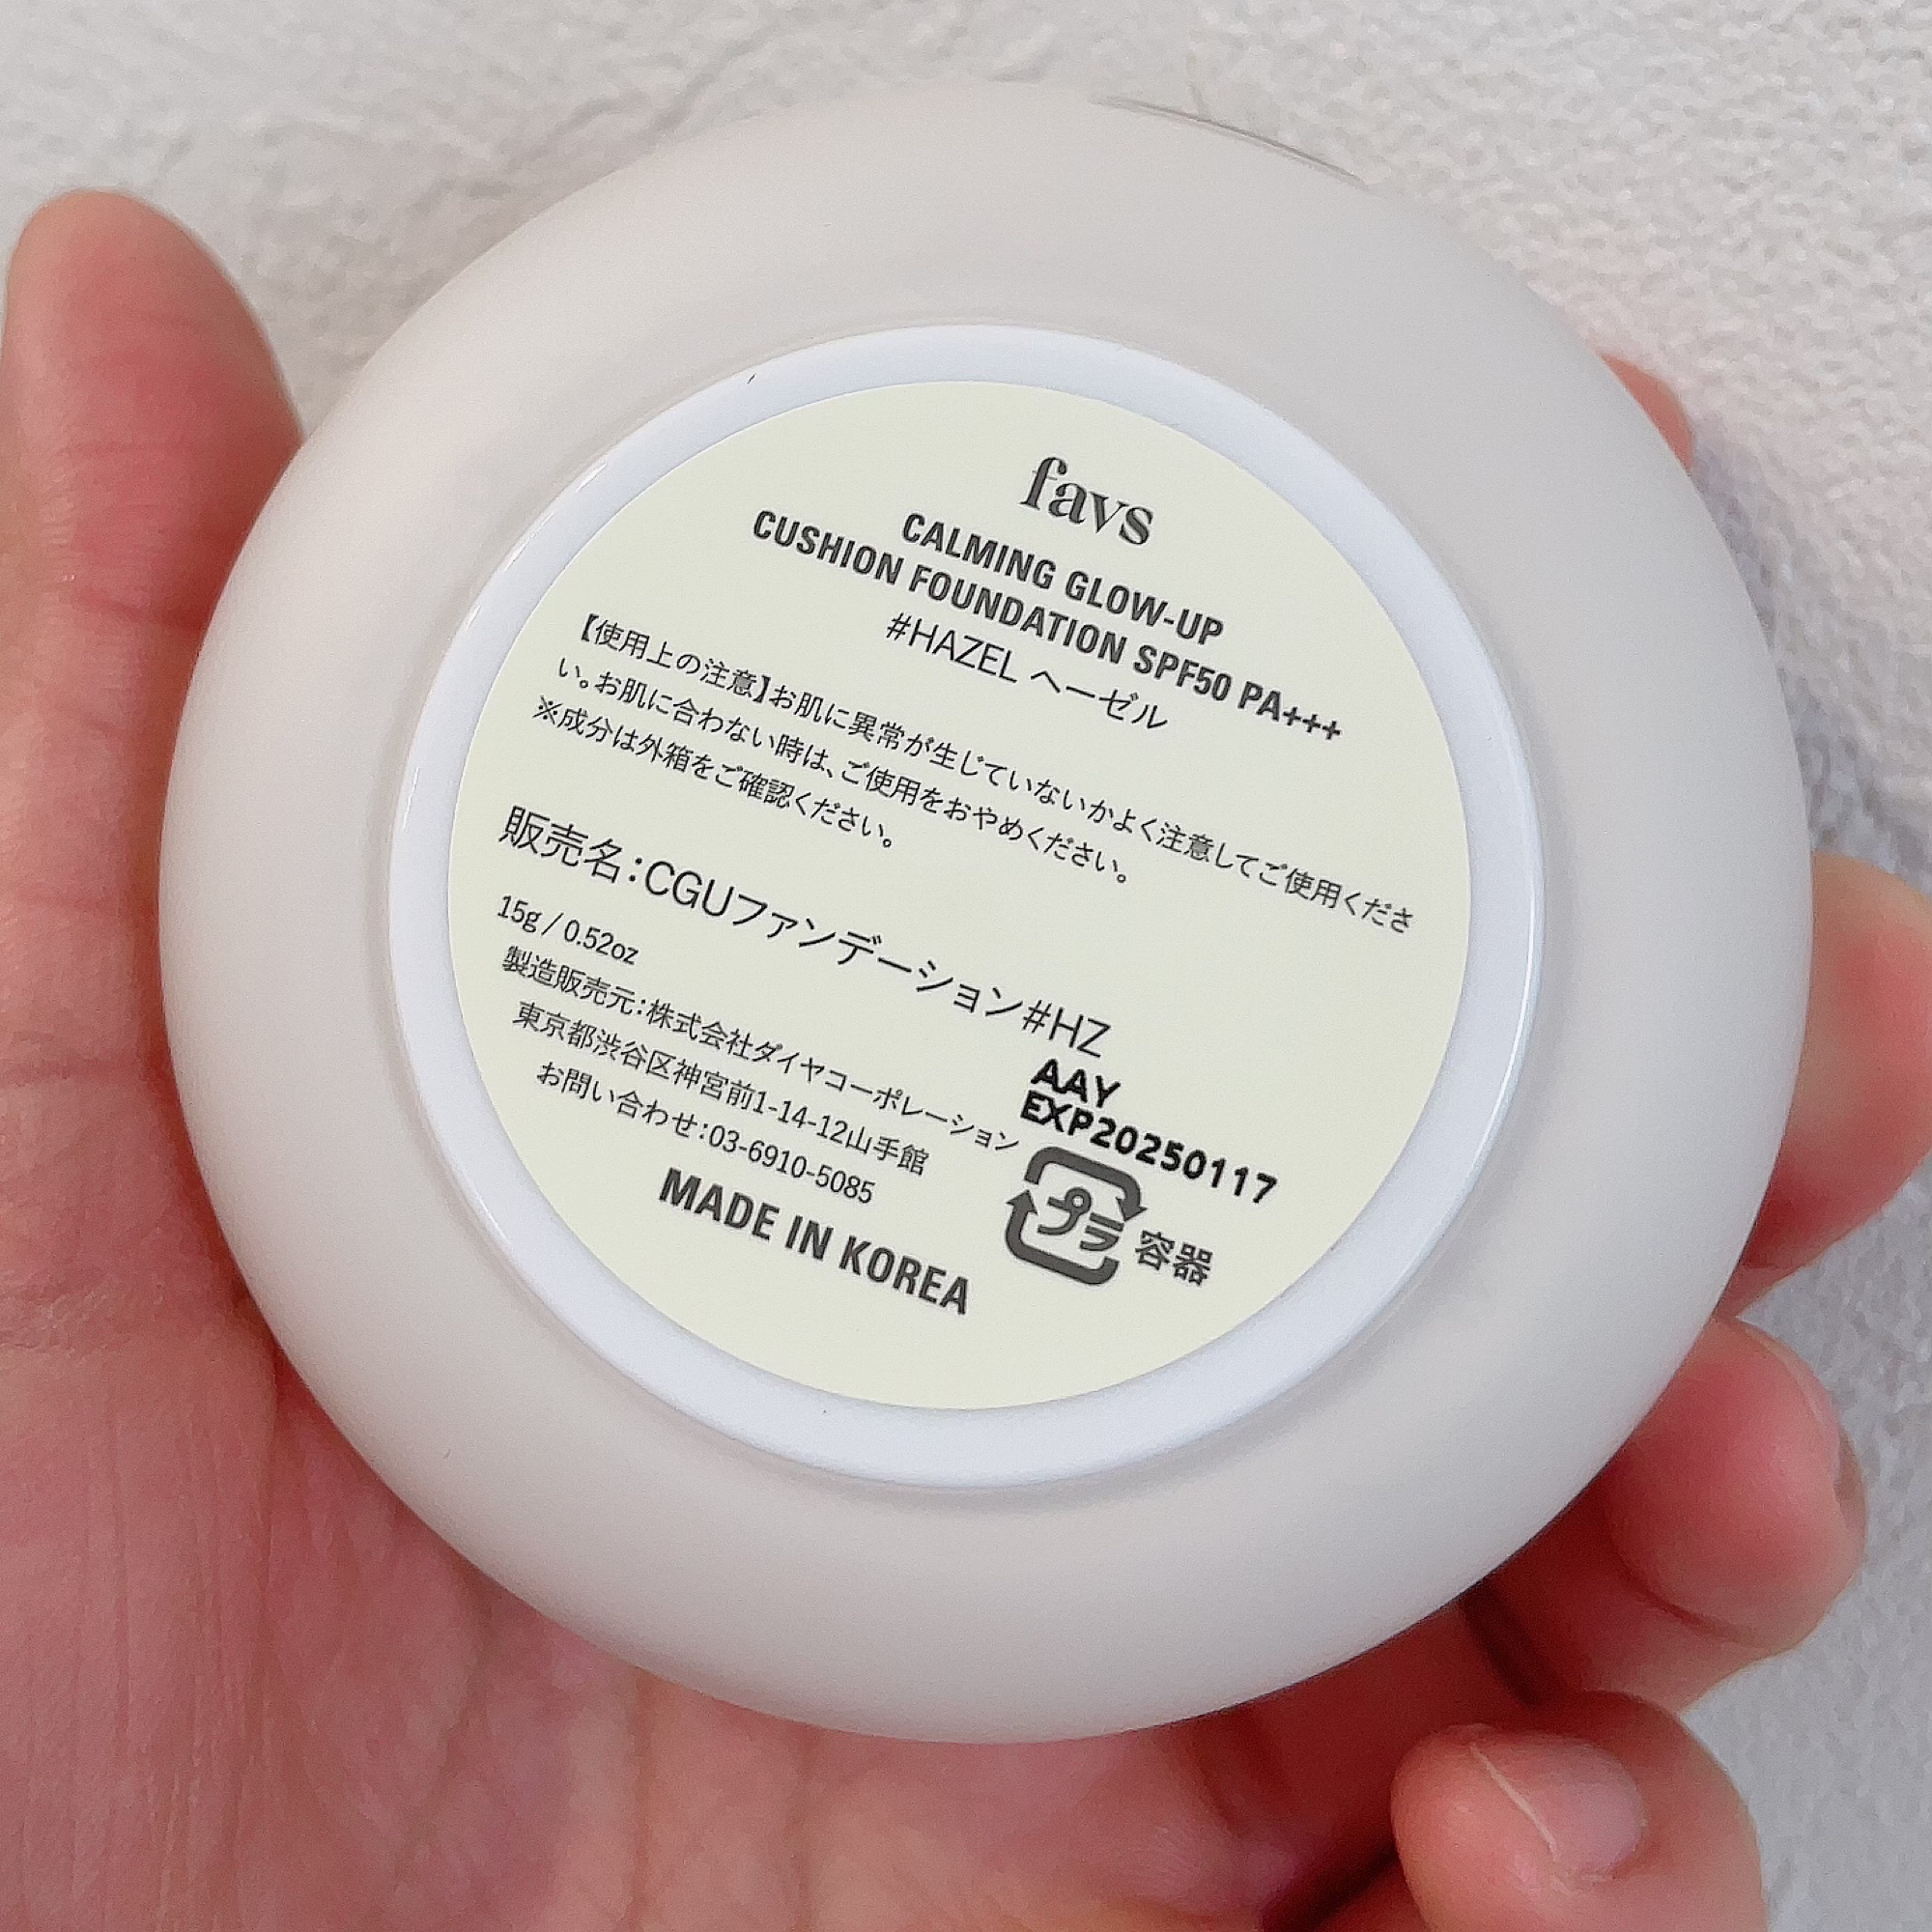 favs
CALMING GLOW-UP
CUSHION FOUNDATION SPF50 PA+++
#HAZEL ヘーゼル
【使用上の注意】お肌に異常が生じていないかよく注意してご使用くださ
い。お肌に合わない時は、ご使用をおやめください。
※成分は外箱をご確認ください。
販売名：CGUファンデーション#HZ
15g / 0.52oz
製造販売元：株式会社ダイヤコーポレーション
東京都渋谷区神宮前1-14-12山手館
お問い合わせ：03-6910-5085
MADE IN KOREA
AAY
EXP20250117
プラ
容器